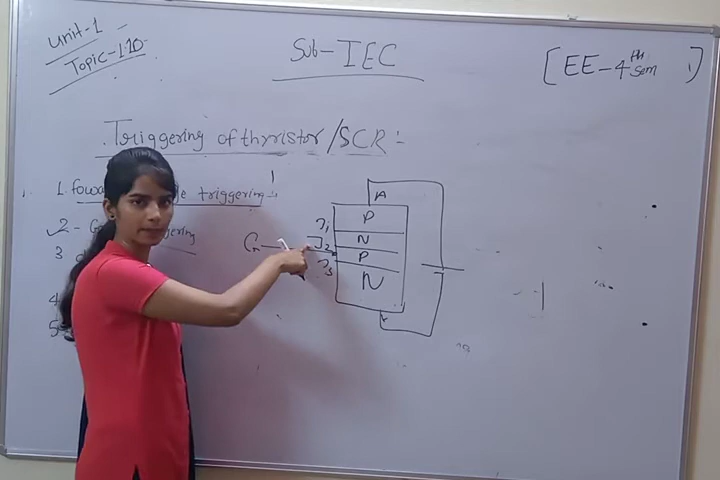 Unit-1
Topic-1.10
Sub- IEC
[EE-4th sem ]
Triggering of thyristor/SCR:-
1. fowa triggering
2- G
3 d
4
5
A
P
J1
N
G
J2
P
J3
N